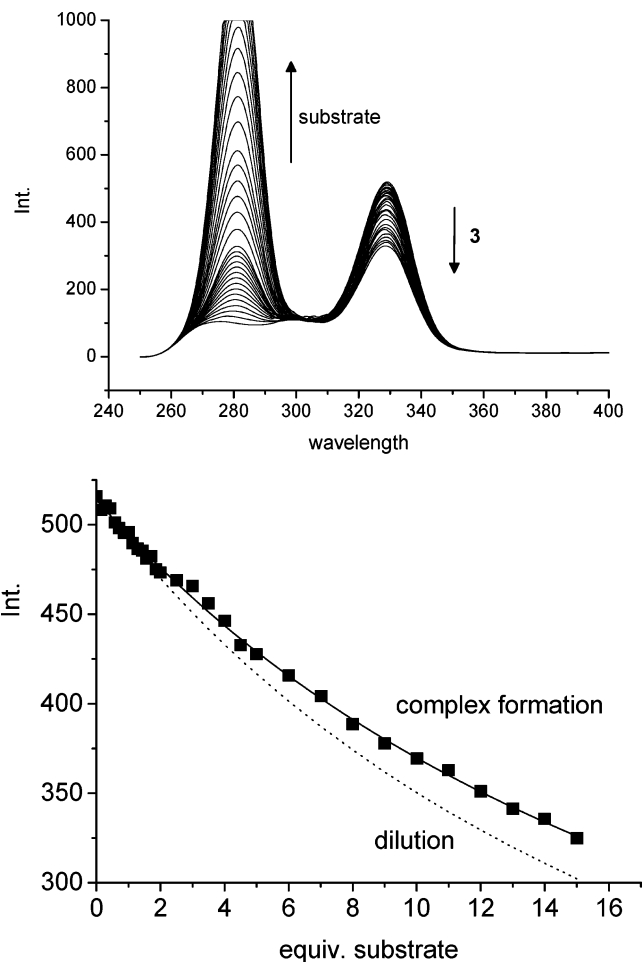 1000
800
600
400
200
0
Int.
substrate
3
240 260 280 300 320 340 360 380 400
wavelength
500
450
400
350
300
Int.
complex formation
dilution
0 2 4 6 8 10 12 14 16
equiv. substrate